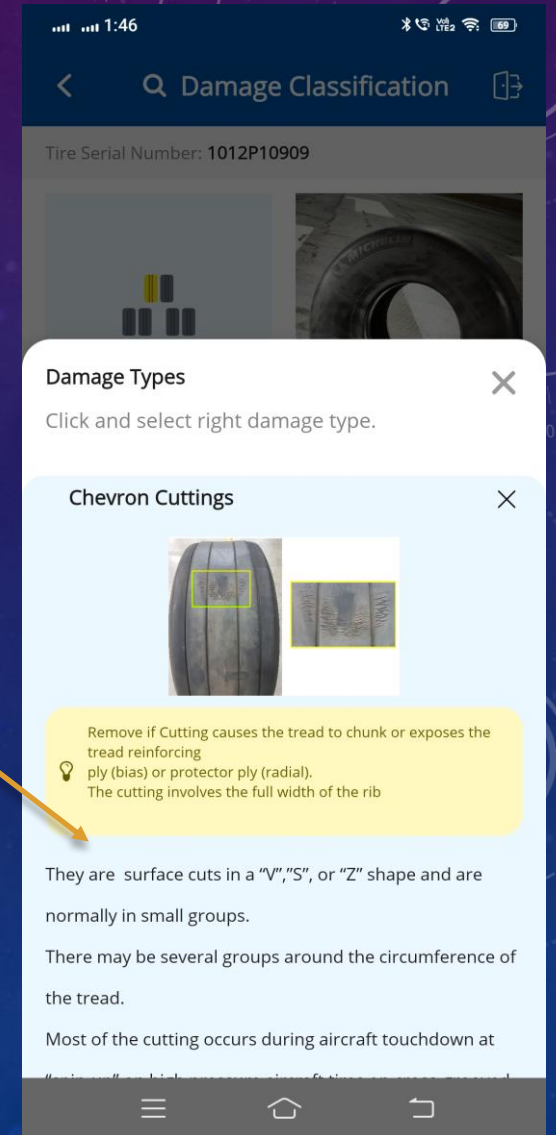 1:46
Vo))
LTE2
69
Damage Classification
Tire Serial Number: 1012P10909
MICHELIN
Damage Types
Click and select right damage type.
Chevron Cuttings
Remove if Cutting causes the tread to chunk or exposes the
tread reinforcing
ply (bias) or protector ply (radial).
The cutting involves the full width of the rib
They are surface cuts in a “V”,”S”, or “Z” shape and are
normally in small groups.
There may be several groups around the circumference of
the tread.
Most of the cutting occurs during aircraft touchdown at